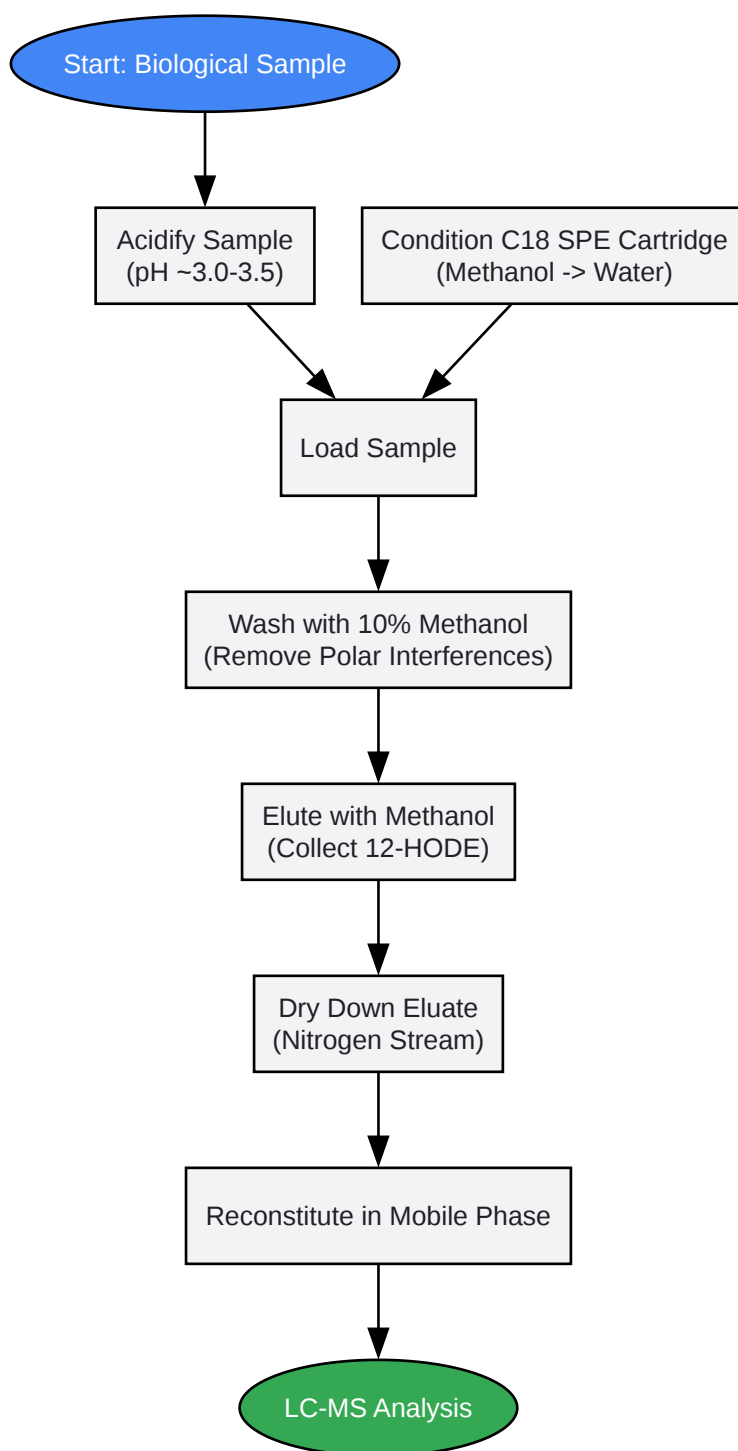 Start: Biological Sample
Acidify Sample
(pH ~3.0-3.5)
Condition C18 SPE Cartridge
(Methanol -> Water)
Load Sample
Wash with 10% Methanol
(Remove Polar Interferences)
Elute with Methanol
(Collect 12-HODE)
Dry Down Eluate
(Nitrogen Stream)
Reconstitute in Mobile Phase
LC-MS Analysis